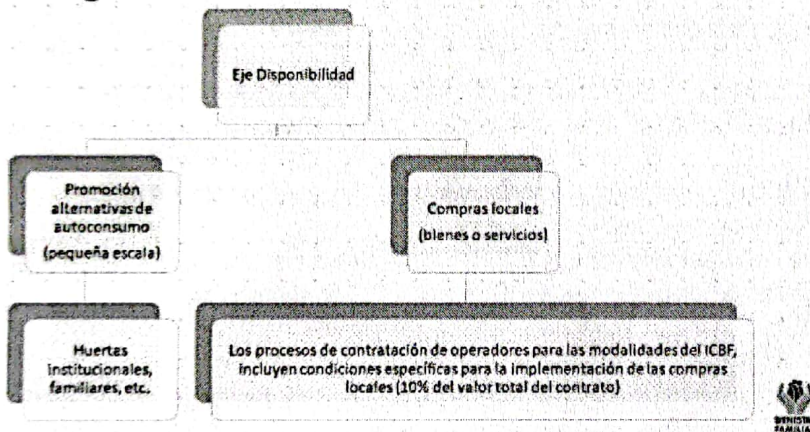 Eje Disponibilidad
Promoción
alternativas de
autoconsumo
(pequeña escala)
Compras locales
(bienes o servicios)
Huertas
institucionales,
familiares, etc.
Los procesos de contratación de operadores para las modalidades del ICBF,
incluyen condiciones específicas para la implementación de las compras
locales (10% del valor total del contrato)
BIENESTAR
FAMILIAR